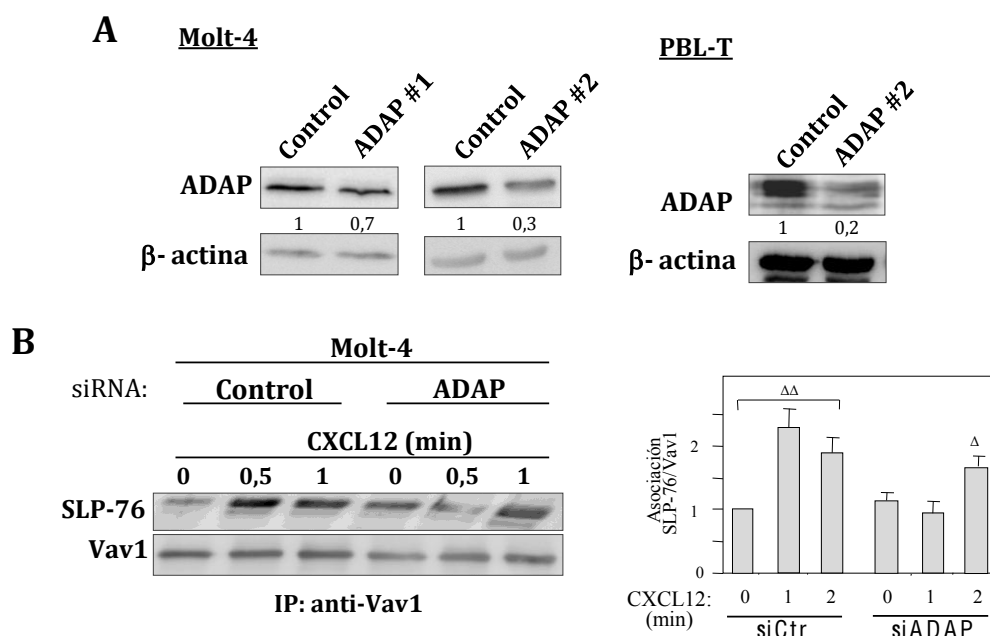 A
Molt-4
PBL-T
Control
ADAP #1
Control
ADAP #2
Control
ADAP #2
ADAP
1 0,7 1 0,3
β- actina
ADAP
1 0,2
β- actina
B
Molt-4
siRNA: Control ADAP
CXCL12 (min)
0 0,5 1 0 0,5 1
SLP-76
Vav1
IP: anti-Vav1
Asociación
SLP-76/Vav1
2
1
0
ΔΔ
Δ
CXCL12: 0 1 2 0 1 2
(min)
siCtr siADAP